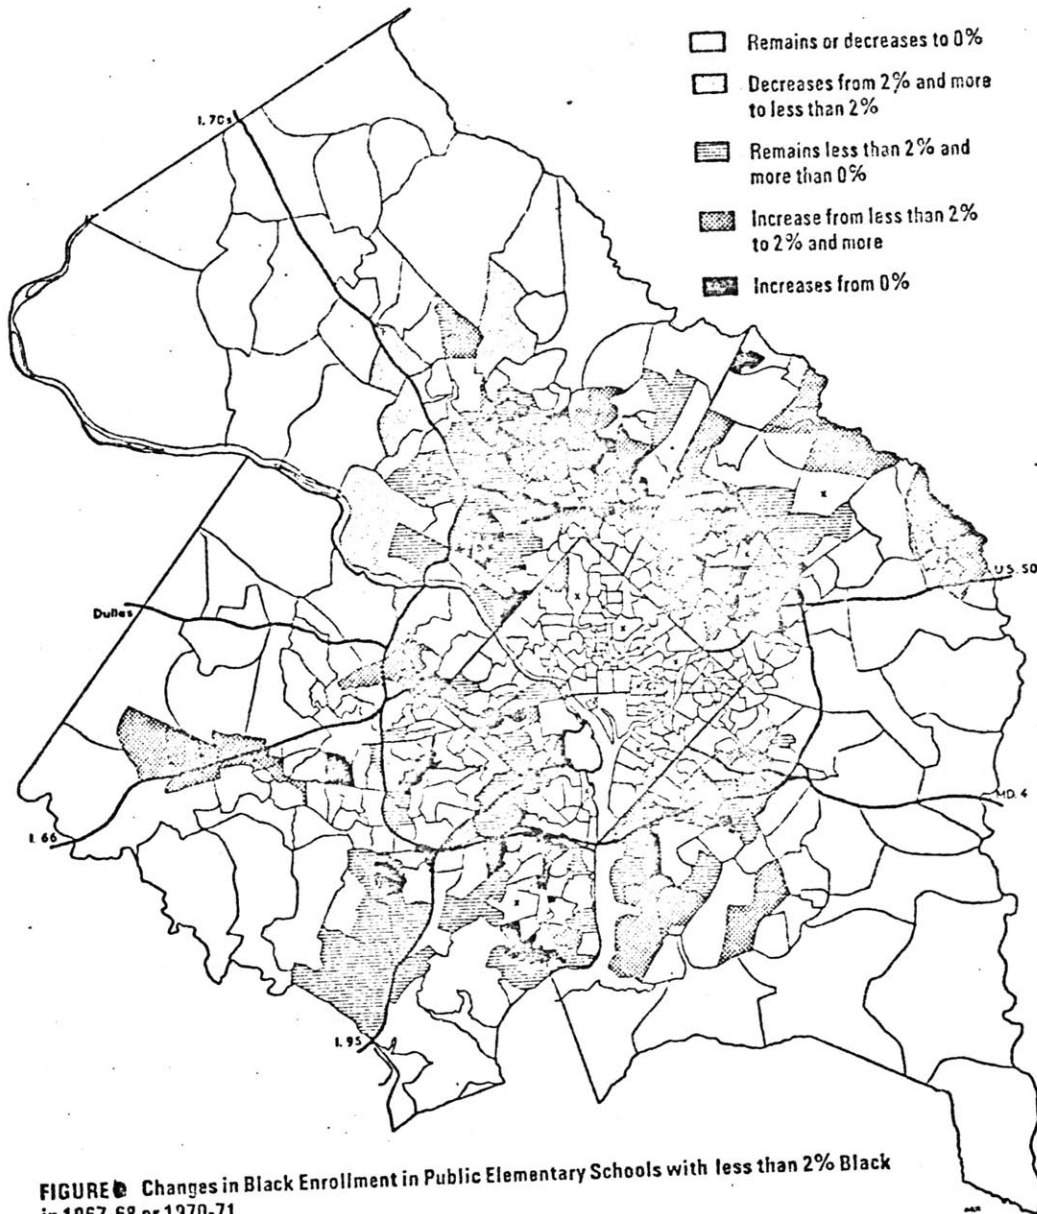 Remains or decreases to 0%
Decreases from 2% and more
to less than 2%
Remains less than 2% and
more than 0%
Increase from less than 2%
to 2% and more
Increases from 0%
I. 70s
Dulles
U.S. 50
MD. 4
I. 66
I. 95
x
x
x
x
x
FIGURE Changes in Black Enrollment in Public Elementary Schools with less than 2% Black
in 1967-68 or 1970-71